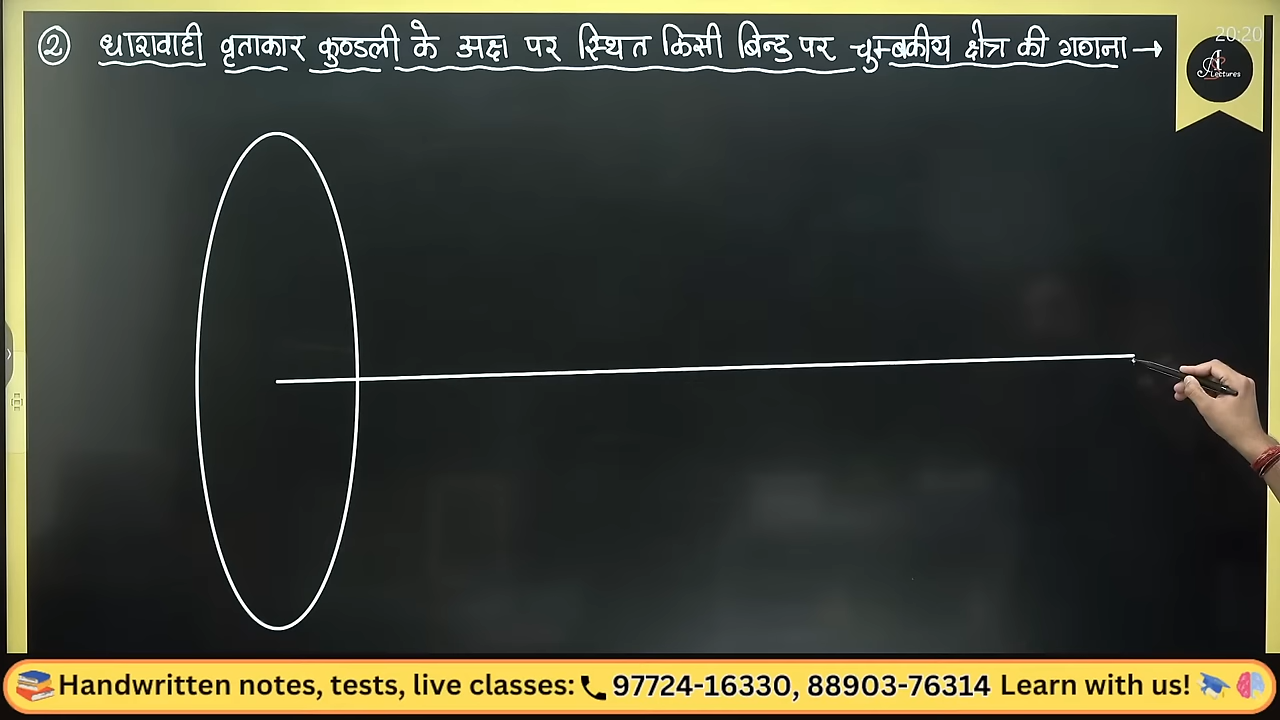 ② धारावाही वृताकार कुण्डली के अक्ष पर स्थित किसी बिन्दु पर चुम्बकीय क्षेत्र की गणना →
20:20
Lectures
Handwritten notes, tests, live classes: 97724-16330, 88903-76314 Learn with us!